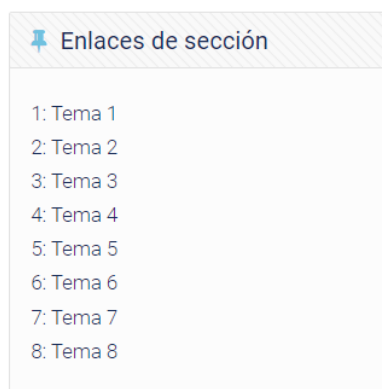 Enlaces de sección
1: Tema 1
2: Tema 2
3: Tema 3
4: Tema 4
5: Tema 5
6: Tema 6
7: Tema 7
8: Tema 8